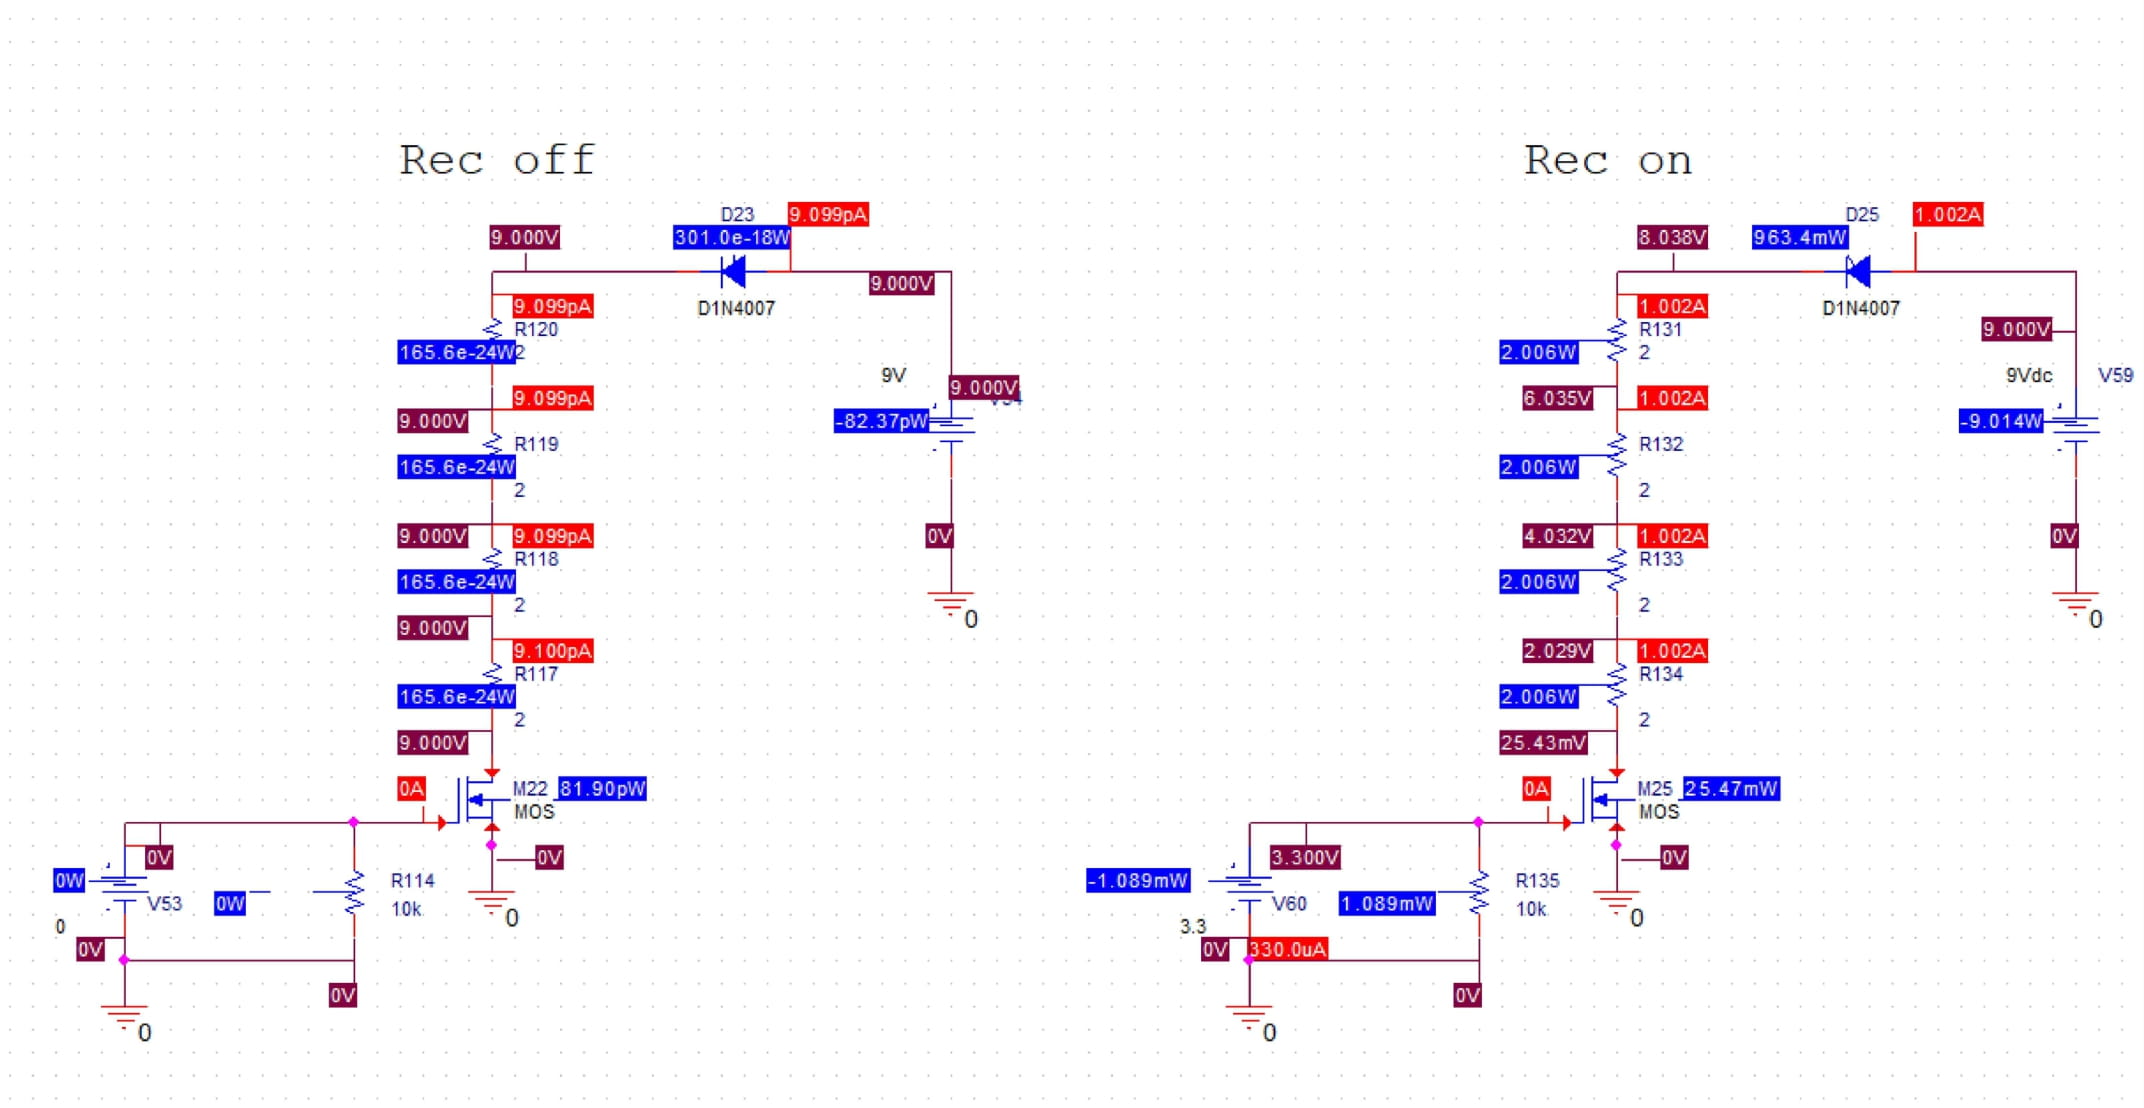 Rec off
Rec on
D23
9.099pA
D25
1.002A
9.000V
301.0e-18W
8.038V
963.4mW
9.000V
D1N4007
D1N4007
9.099pA
1.002A
R120
R131
9.000V
165.6e-24W
2
2.006W
2
9V
9.000V
9Vdc
V59
9.099pA
6.035V
1.002A
9.000V
-82.37pW
-9.014W
R119
R132
165.6e-24W
2.006W
2
2
9.000V
9.099pA
0V
4.032V
1.002A
0V
R118
R133
165.6e-24W
2.006W
2
2
0
0
9.000V
9.100pA
2.029V
1.002A
R117
R134
165.6e-24W
2.006W
2
2
9.000V
25.43mV
0A
M22
81.90pW
0A
M25
25.47mW
MOS
MOS
0V
0V
3.300V
0V
0W
R114
-1.089mW
R135
V53
0W
10k
V60
1.089mW
10k
0
0
0
3.3
0V
0V
330.0uA
0V
0V
0
0